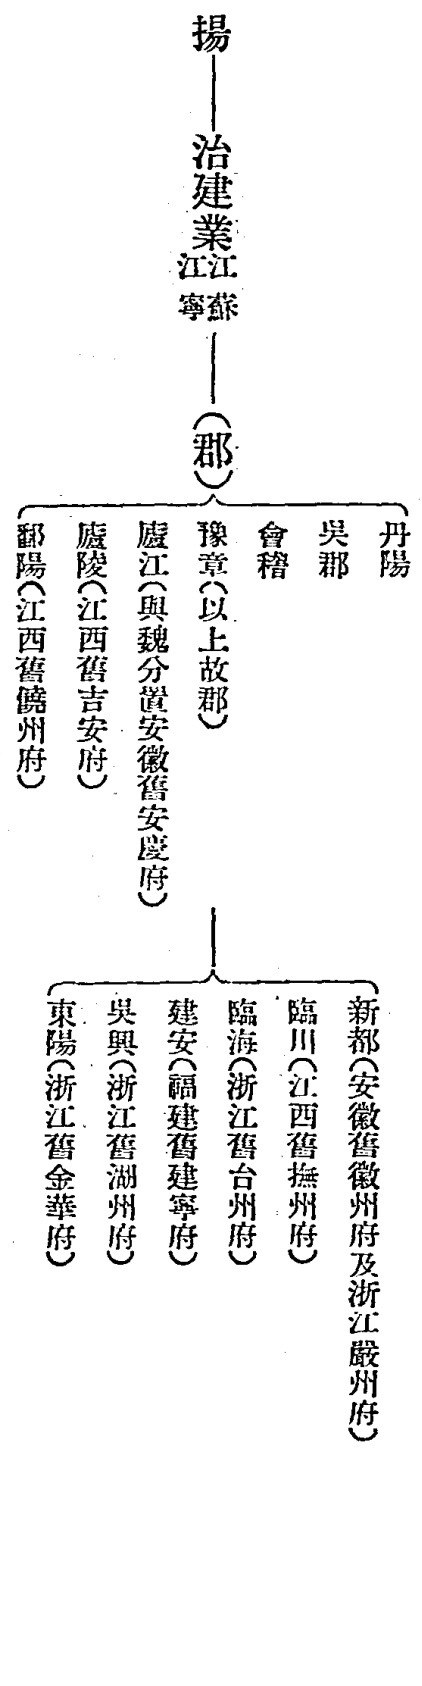 揚
治建業
江蘇
江寧
(郡)
丹陽
吳郡
會稽
豫章(以上故郡)
廬江(與魏分置安徽舊安慶府)
廬陵(江西舊吉安府)
鄱陽(江西舊饒州府)
新都(安徽舊徽州府及浙江嚴州府)
臨川(江西舊撫州府)
臨海(浙江舊台州府)
建安(福建舊建寧府)
吳興(浙江舊湖州府)
東陽(浙江舊金華府)